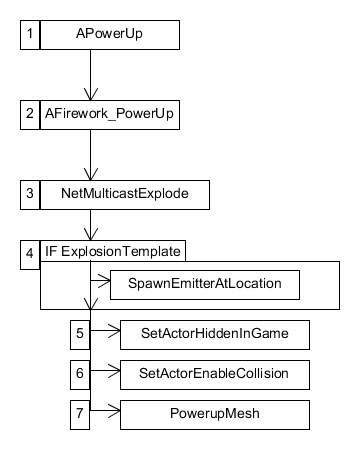 1 APowerUp
2 AFirework_PowerUp
3 NetMulticastExplode
4 IF ExplosionTemplate
SpawnEmitterAtLocation
5 SetActorHiddenInGame
6 SetActorEnableCollision
7 PowerupMesh